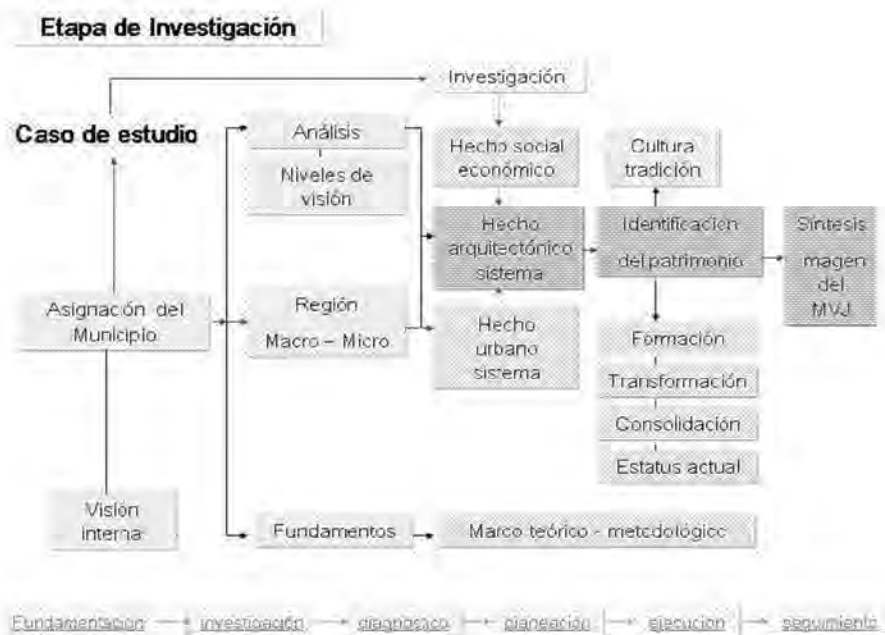 Etapa de Investigación
Investigación
Caso de estudio
Análisis
Niveles de
visión
Hecho social
económico
Cultura
tradición
Hecho
arquitectónico
sistema
Identificacion
del patrimonio
Síntesis
magen
del
MVJ
Asignación del
Municipio
Región
Macro – Micro
Hecho
urbano
sistema
Formación
Transformación
Consolidación
Estatus actual
Visión
interna
Fundamentos
Marco teórico - metodológico
Fundamentación investigación diagnóstico planeación ejecución seguimiento